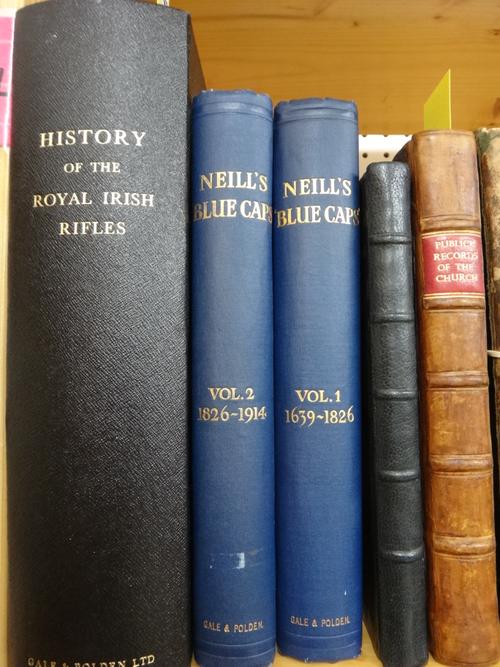 HISTORY
OF THE
ROYAL IRISH
RIFLES
GALE & POLDEN LTD
NEILL'S
"BLUE CAPS
VOL. 2
1826-1914
GALE & POLDEN.
NEILL'S
"BLUE CAPS
VOL. 1
1639-1826
GALE & POLDEN.
PUBLICK
RECORDS
OF THE
CHURCH